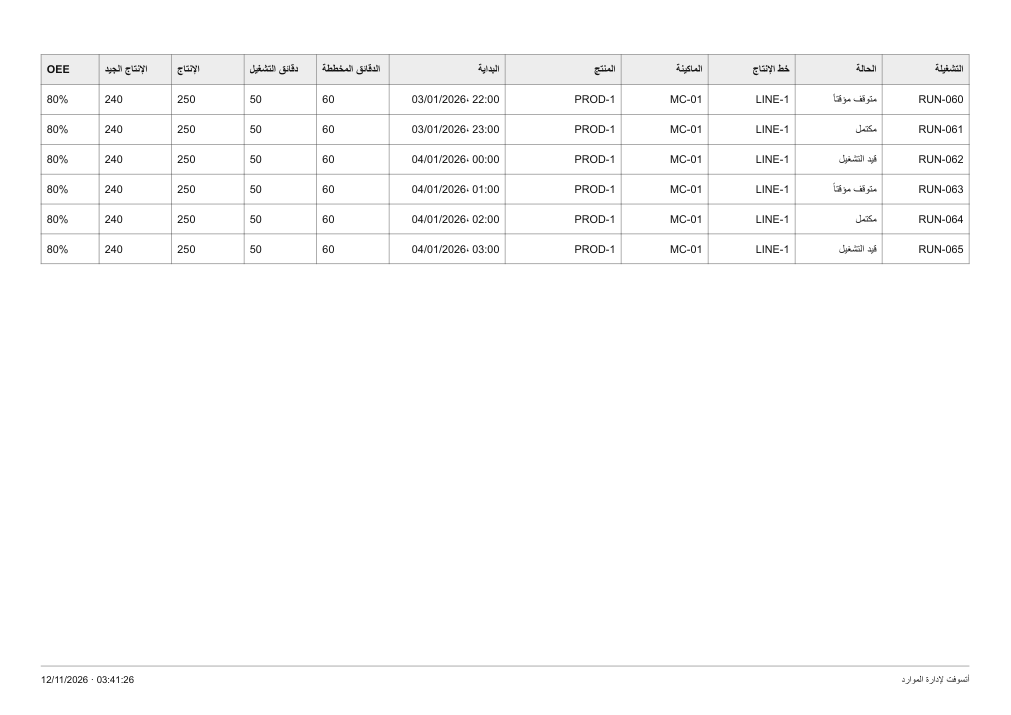 التشغيلة الحالة خط الإنتاج الماكينة المنتج البداية الدقائق المخططة دقائق التشغيل الإنتاج الإنتاج الجيد OEE
RUN-060 متوقف مؤقتاً LINE-1 MC-01 PROD-1 03/01/2026، 22:00 60 50 250 240 80%
RUN-061 مكتمل LINE-1 MC-01 PROD-1 03/01/2026، 23:00 60 50 250 240 80%
RUN-062 قيد التشغيل LINE-1 MC-01 PROD-1 04/01/2026، 00:00 60 50 250 240 80%
RUN-063 متوقف مؤقتاً LINE-1 MC-01 PROD-1 04/01/2026، 01:00 60 50 250 240 80%
RUN-064 مكتمل LINE-1 MC-01 PROD-1 04/01/2026، 02:00 60 50 250 240 80%
RUN-065 قيد التشغيل LINE-1 MC-01 PROD-1 04/01/2026، 03:00 60 50 250 240 80%
أتسوفت لإدارة الموارد 12/11/2026 · 03:41:26